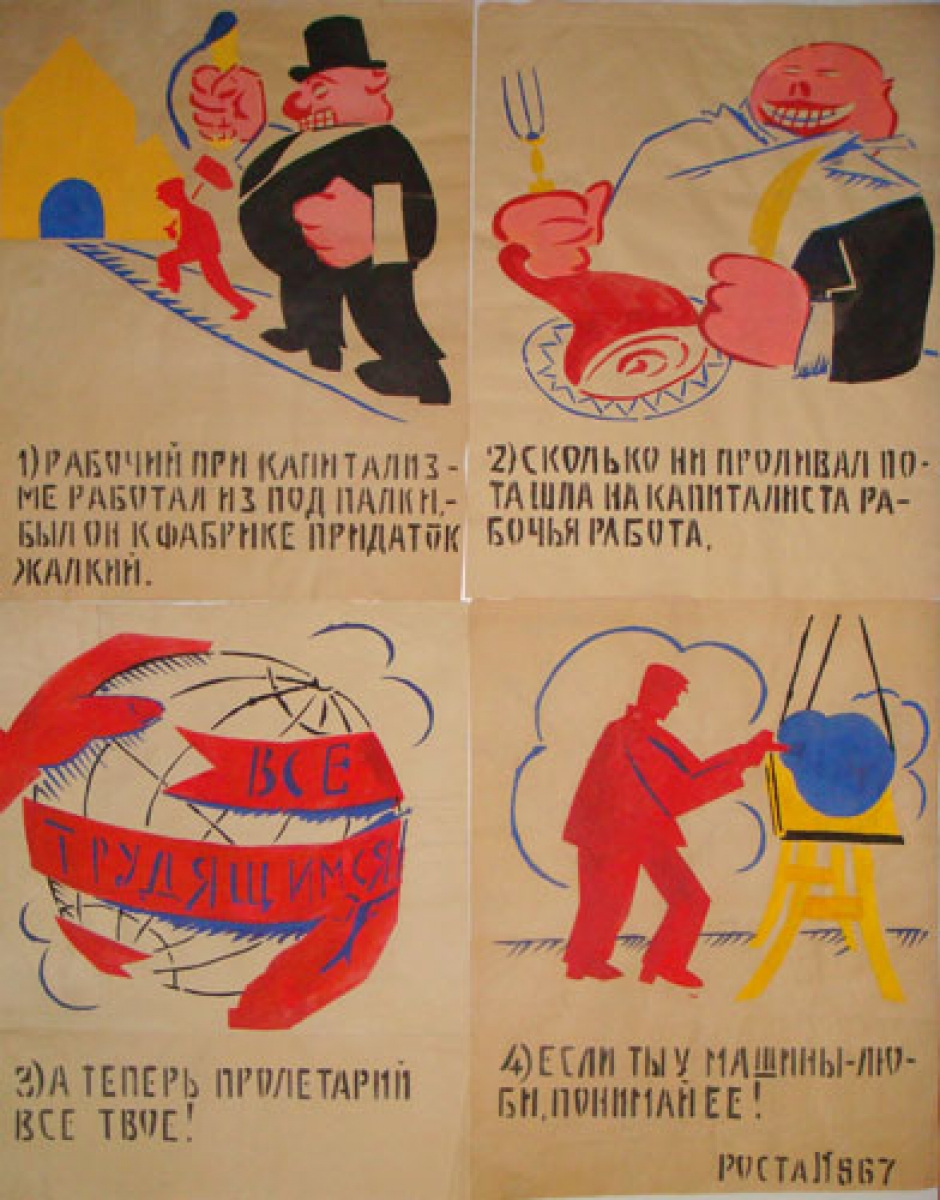 1) РАБОЧИЙ ПРИ КАПИТАЛИЗ-
МЕ РАБОТАЛ ИЗ ПОД ПАЛКИ,-
БЫЛ ОН К ФАБРИКЕ ПРИДАТОК
ЖАЛКИЙ.
2) СКОЛЬКО НИ ПРОЛИВАЛ ПО-
ТА ШЛА НА КАПИТАЛИСТА РА-
БОЧЬЯ РАБОТА.
ВСЕ
ТРУДЯЩИМСЯ
3) А ТЕПЕРЬ ПРОЛЕТАРИЙ
ВСЕ ТВОЕ!
4) ЕСЛИ ТЫ У МАШИНЫ-ЛЮ-
БИ, ПОНИМАЙ ЕЕ!
РОСТА № 867